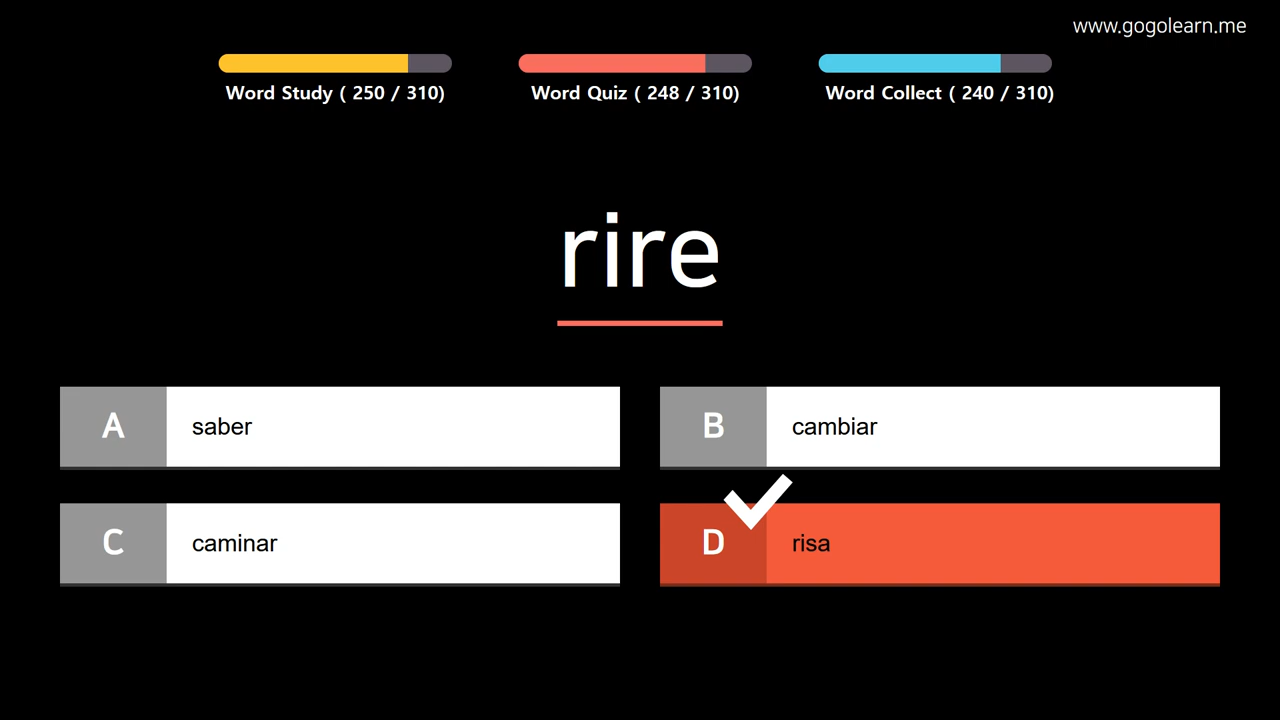 www.gogolearn.me
Word Study ( 250 / 310)
Word Quiz ( 248 / 310)
Word Collect ( 240 / 310)
rire
A saber
B cambiar
C caminar
D risa